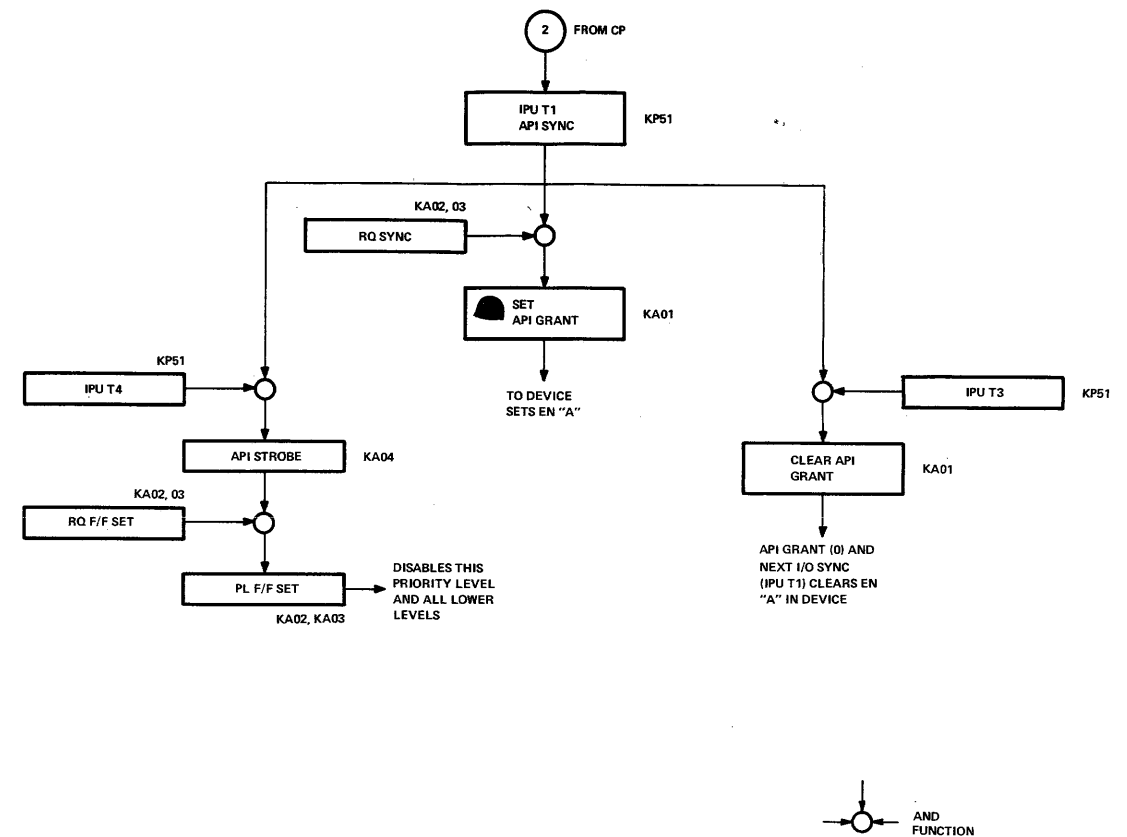 2 FROM CP
IPU T1
API SYNC
KP51
KA02, 03
RQ SYNC
SET
API GRANT
KA01
TO DEVICE
SETS EN "A"
KP51
IPU T4
API STROBE
KA04
KA02, 03
RQ F/F SET
PL F/F SET
KA02, KA03
DISABLES THIS
PRIORITY LEVEL
AND ALL LOWER
LEVELS
IPU T3
KP51
CLEAR API
GRANT
KA01
API GRANT (0) AND
NEXT I/O SYNC
(IPU T1) CLEARS EN
"A" IN DEVICE
AND
FUNCTION